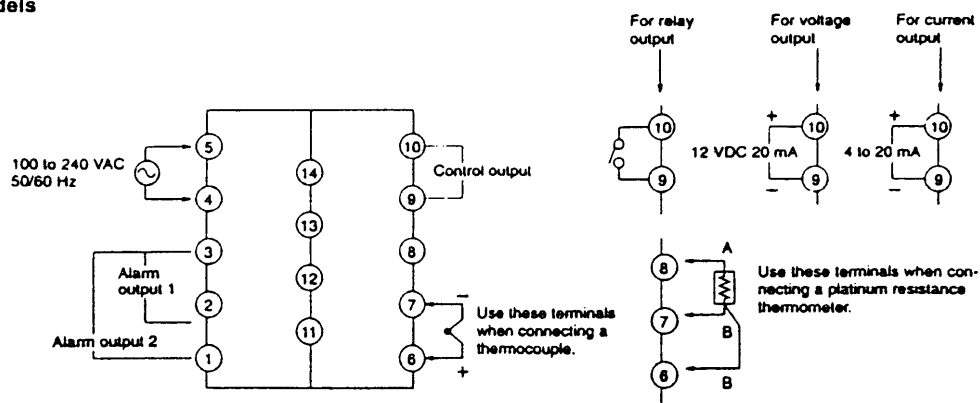 dels
For relay
output
For voltage
output
For current
output
100 to 240 VAC
50/60 Hz
5
4
3
2
1
14
13
12
11
10
9
8
7
6
Control output
Alarm
output 1
Alarm output 2
Use these terminals
when connecting a
thermocouple.
−
+
10
9
+
12 VDC 20 mA
−
10
9
+
4 to 20 mA
−
10
9
8
7
6
A
B
B
Use these terminals when con-
necting a platinum resistance
thermometer.